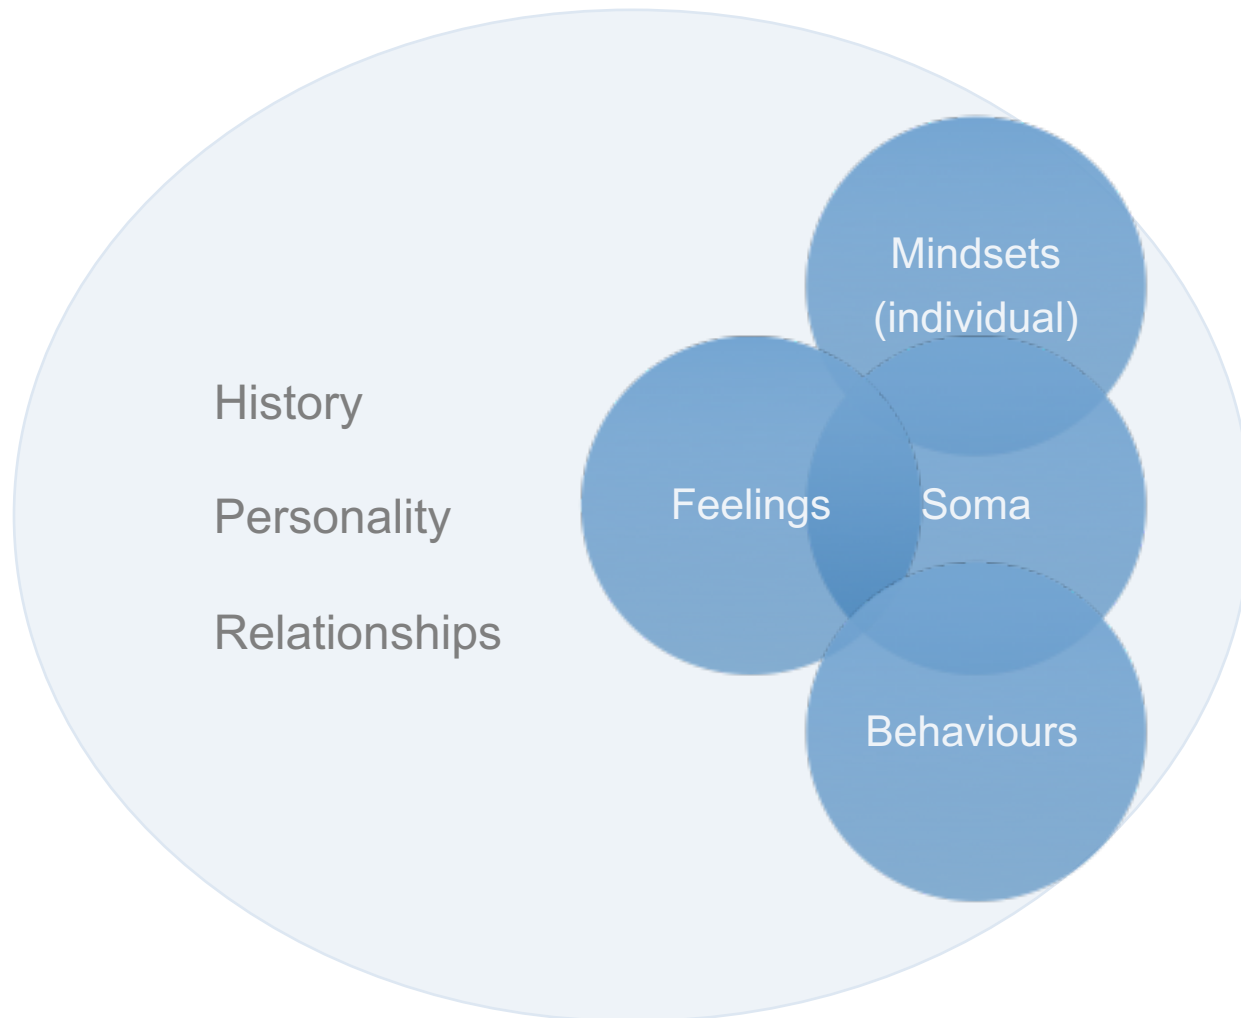 Mindsets
(individual)
History
Feelings
Soma
Personality
Relationships
Behaviours